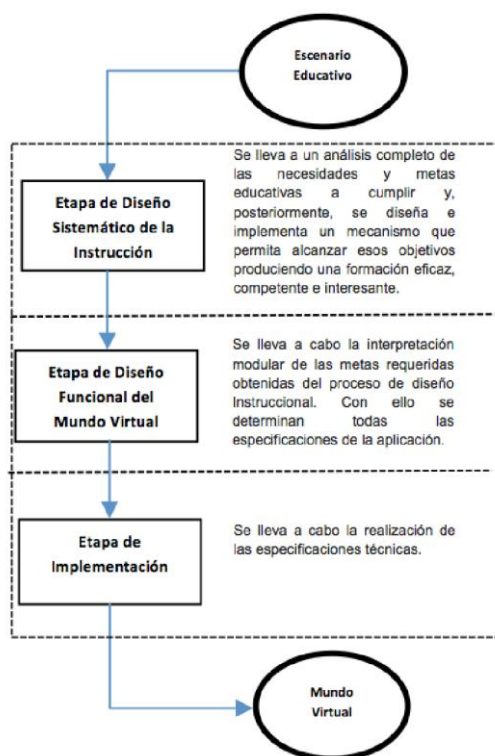 Escenario
Educativo
Etapa de Diseño
Sistemático de la
Instrucción
Se lleva a un análisis completo de
las necesidades y metas
educativas a cumplir y,
posteriormente, se diseña e
implementa un mecanismo que
permita alcanzar esos objetivos
produciendo una formación eficaz,
competente e interesante.
Etapa de Diseño
Funcional del
Mundo Virtual
Se lleva a cabo la interpretación
modular de las metas requeridas
obtenidas del proceso de diseño
Instruccional. Con ello se
determinan todas las
especificaciones de la aplicación.
Etapa de
Implementación
Se lleva a cabo la realización de
las especificaciones técnicas.
Mundo
Virtual